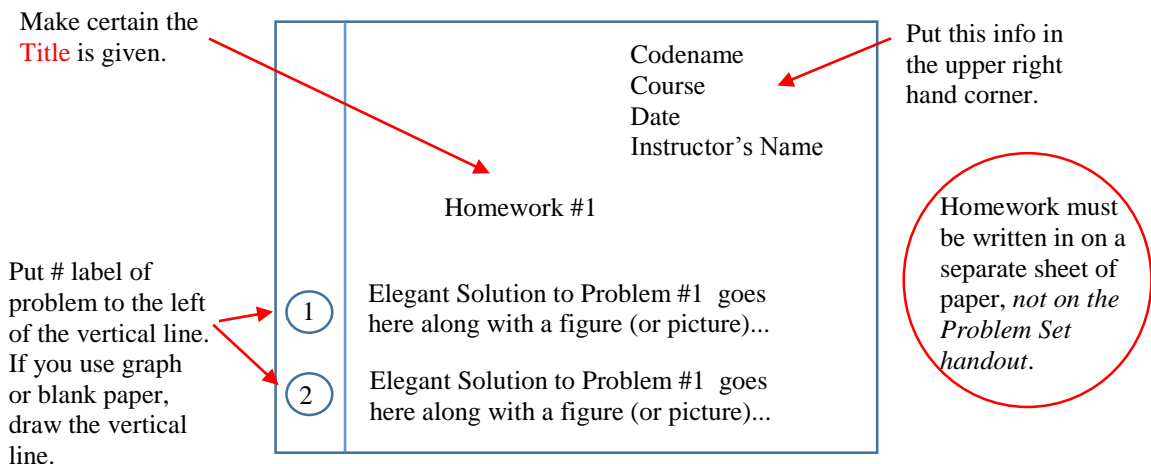 Make certain the
Title is given.
Codename
Course
Date
Instructor’s Name
Put this info in
the upper right
hand corner.
Homework #1
Homework must
be written in on a
separate sheet of
paper, not on the
Problem Set
handout.
Put # label of
problem to the left
of the vertical line.
If you use graph
or blank paper,
draw the vertical
line.
1
Elegant Solution to Problem #1 goes
here along with a figure (or picture)...
2
Elegant Solution to Problem #1 goes
here along with a figure (or picture)...